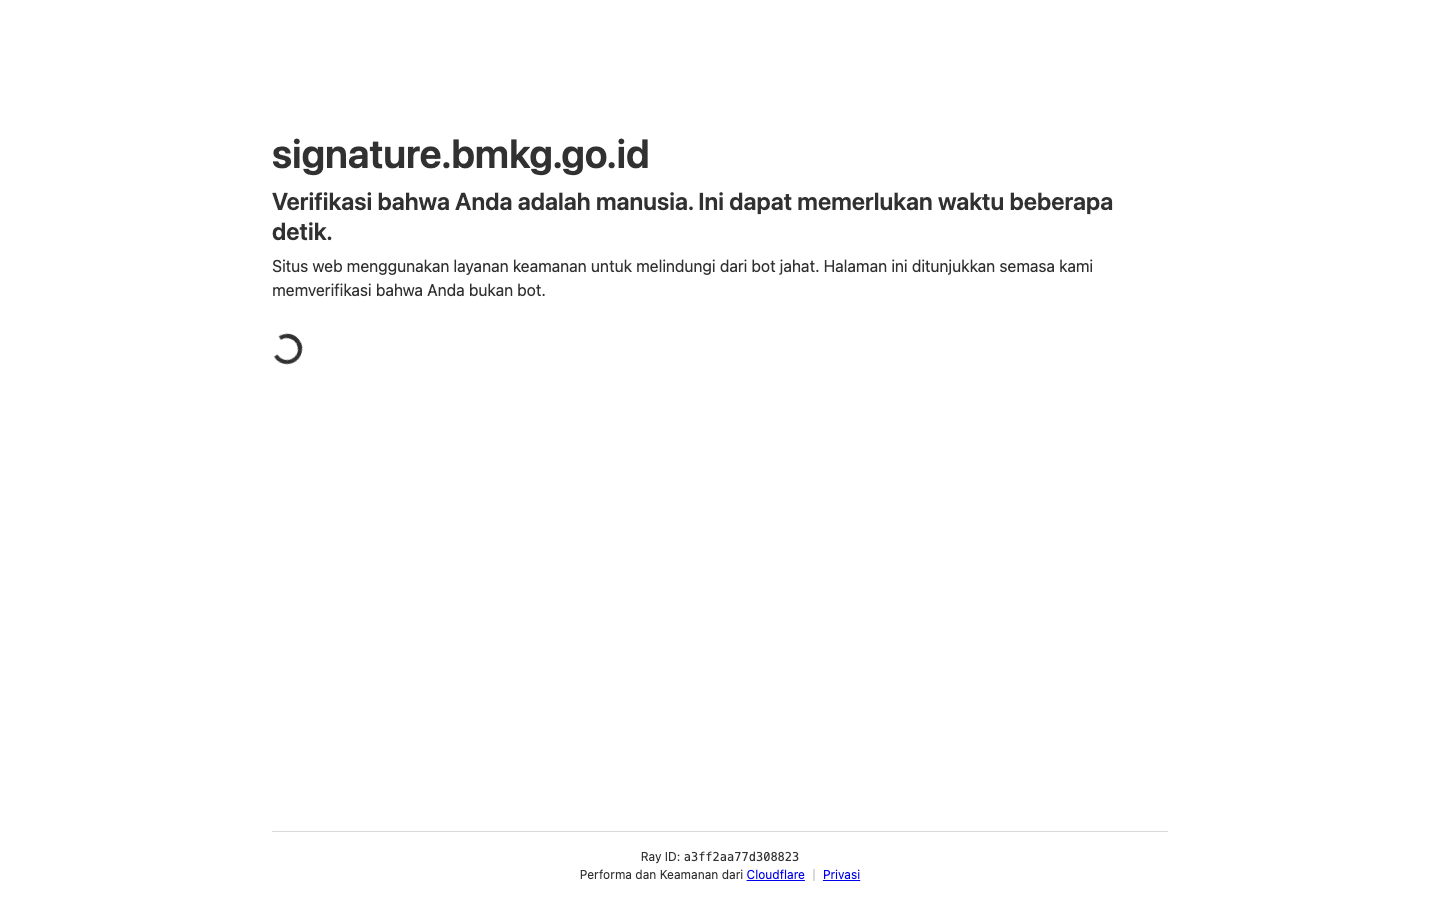 signature.bmkg.go.id
Verifikasi bahwa Anda adalah manusia. Ini dapat memerlukan waktu beberapa
detik.
Situs web menggunakan layanan keamanan untuk melindungi dari bot jahat. Halaman ini ditunjukkan semasa kami
memverifikasi bahwa Anda bukan bot.
Ray ID: a3ff2aa77d308823
Performa dan Keamanan dari Cloudflare | Privasi